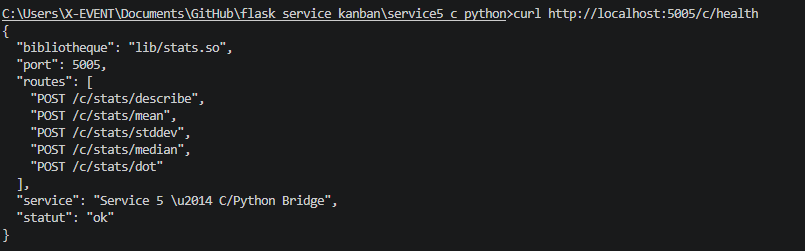 C:\Users\X-EVENT\Documents\GitHub\flask_service_kanban\service5_c_python>curl http://localhost:5005/c/health
{
  "bibliotheque": "lib/stats.so",
  "port": 5005,
  "routes": [
    "POST /c/stats/describe",
    "POST /c/stats/mean",
    "POST /c/stats/stddev",
    "POST /c/stats/median",
    "POST /c/stats/dot"
  ],
  "service": "Service 5 \u2014 C/Python Bridge",
  "statut": "ok"
}